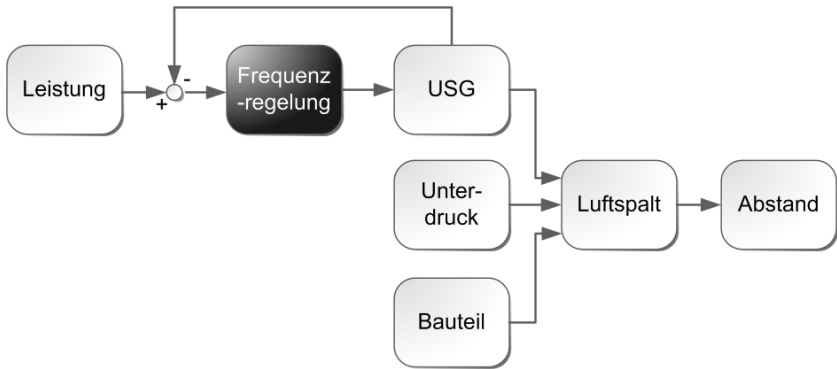 Leistung
+
-
Frequenz
-regelung
USG
Unter-
druck
Luftspalt
Abstand
Bauteil